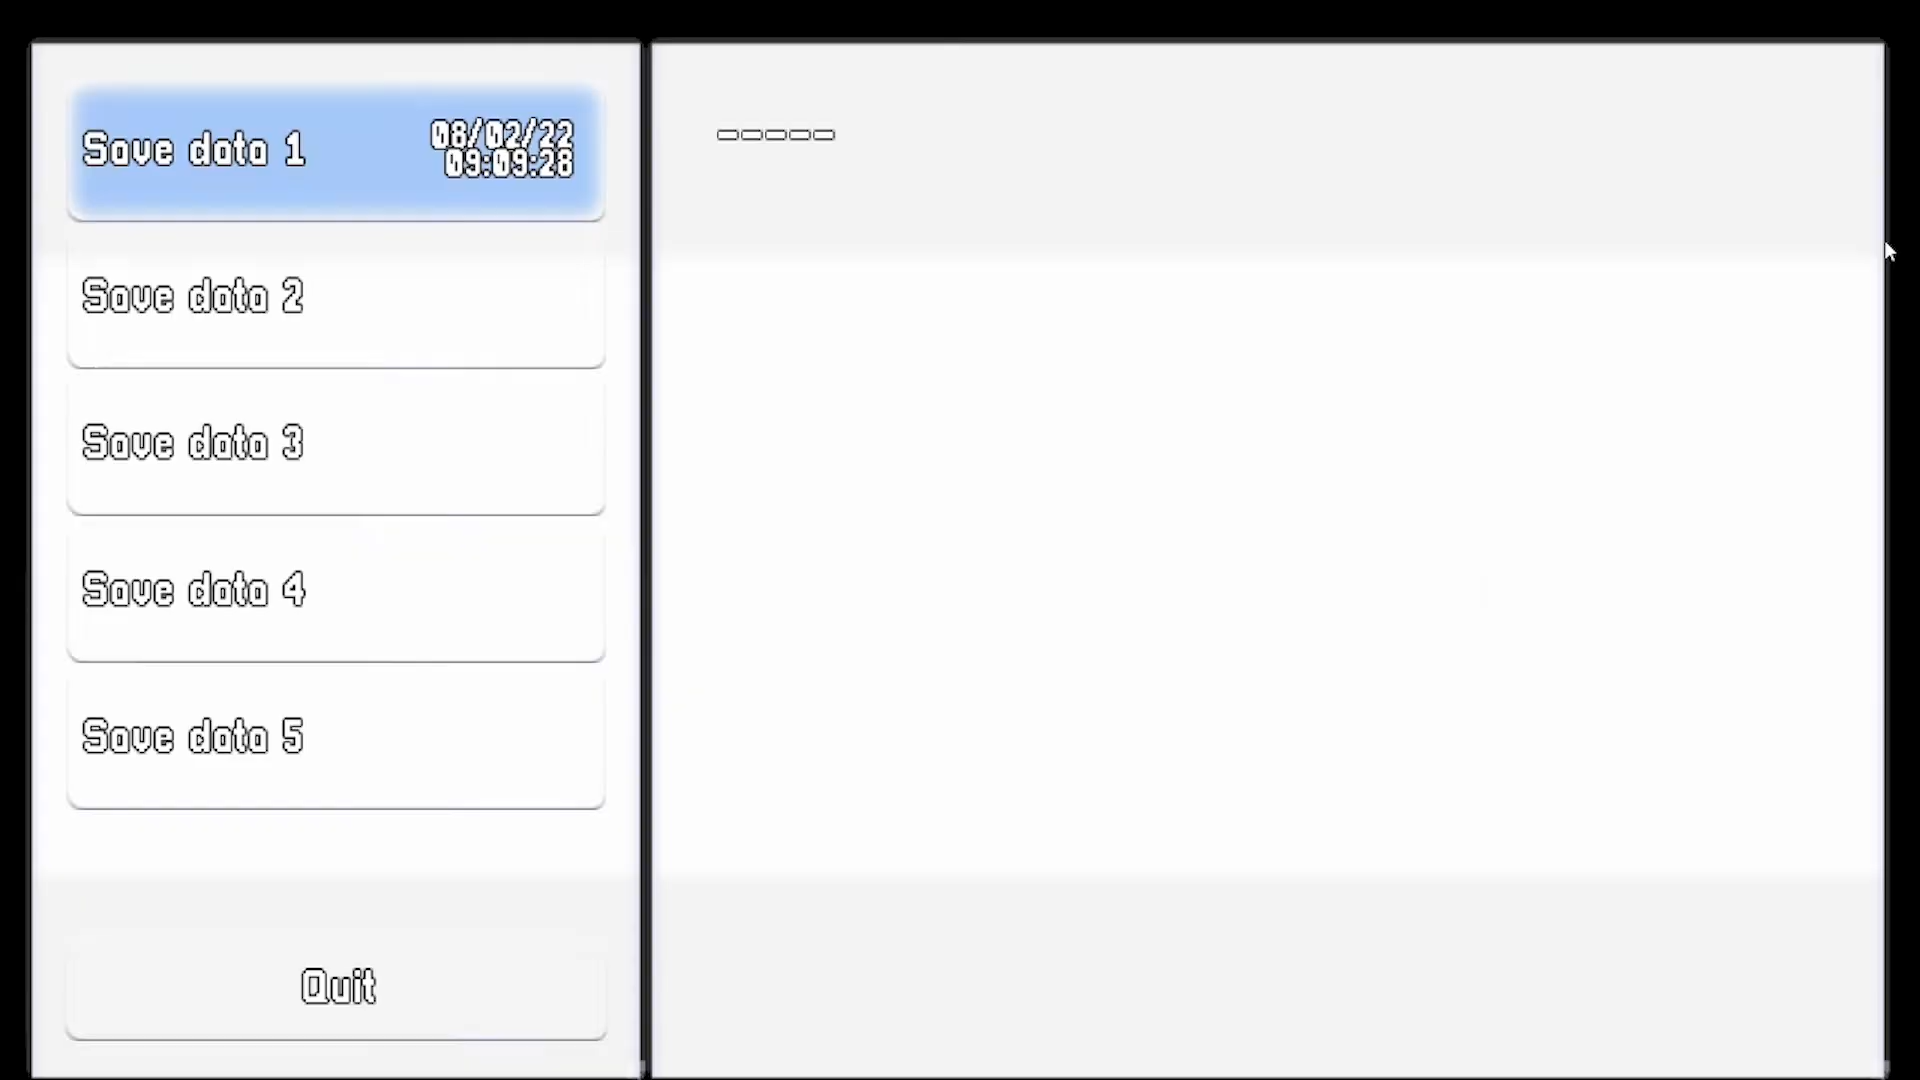 Save data 1
08/02/22
09:09:28
Save data 2
Save data 3
Save data 4
Save data 5
Quit
-----